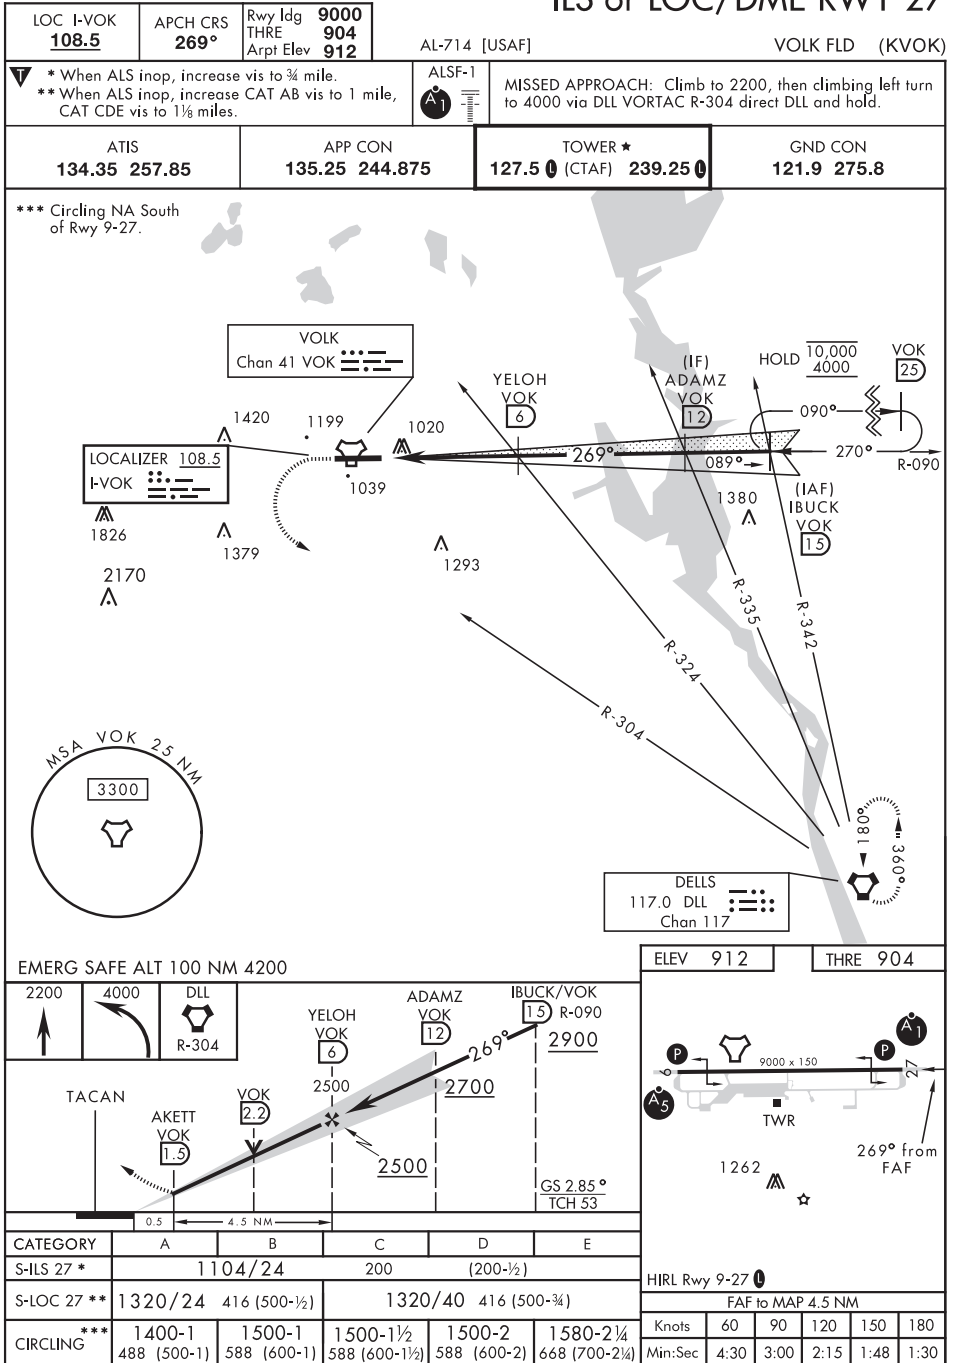 ILS or LOC/DME RWY 27
LOC I-VOK
108.5
APCH CRS
269°
Rwy ldg 9000
THRE 904
Arpt Elev 912
AL-714 [USAF]
VOLK FLD (KVOK)
T
* When ALS inop, increase vis to ¾ mile.
** When ALS inop, increase CAT AB vis to 1 mile,
CAT CDE vis to 1⅛ miles.
ALSF-1
A1
MISSED APPROACH: Climb to 2200, then climbing left turn
to 4000 via DLL VORTAC R-304 direct DLL and hold.
ATIS
134.35 257.85
APP CON
135.25 244.875
TOWER ★
127.5 L (CTAF) 239.25 L
GND CON
121.9 275.8
*** Circling NA South
of Rwy 9-27.
VOLK
Chan 41 VOK
LOCALIZER 108.5
I-VOK
1420
1199
1020
1039
1826
1379
2170
1293
1380
YELOH
VOK
6
(IF)
ADAMZ
VOK
12
HOLD 10,000
4000
VOK
25
090°
270°
R-090
269°
089°
(IAF)
IBUCK
VOK
15
R-335
R-342
R-324
R-304
MSA VOK 25 NM
3300
180°
360°
DELLS
117.0 DLL
Chan 117
EMERG SAFE ALT 100 NM 4200
ELEV 912
THRE 904
2200
4000
DLL
R-304
TACAN
AKETT
VOK
1.5
VOK
2.2
YELOH
VOK
6
2500
ADAMZ
VOK
12
IBUCK/VOK
15 R-090
2900
269°
2700
2500
GS 2.85°
TCH 53
0.5
4.5 NM
P
P
A1
A5
9000 x 150
27
TWR
1262
269° from
FAF
HIRL Rwy 9-27 L
FAF to MAP 4.5 NM
Knots 60 90 120 150 180
Min:Sec 4:30 3:00 2:15 1:48 1:30
CATEGORY A B C D E
S-ILS 27 * 1104/24 200 (200-½)
S-LOC 27 ** 1320/24 416 (500-½) 1320/40 416 (500-¾)
CIRCLING *** 1400-1 1500-1 1500-1½ 1500-2 1580-2¼
488 (500-1) 588 (600-1) 588 (600-1½) 588 (600-2) 668 (700-2¼)